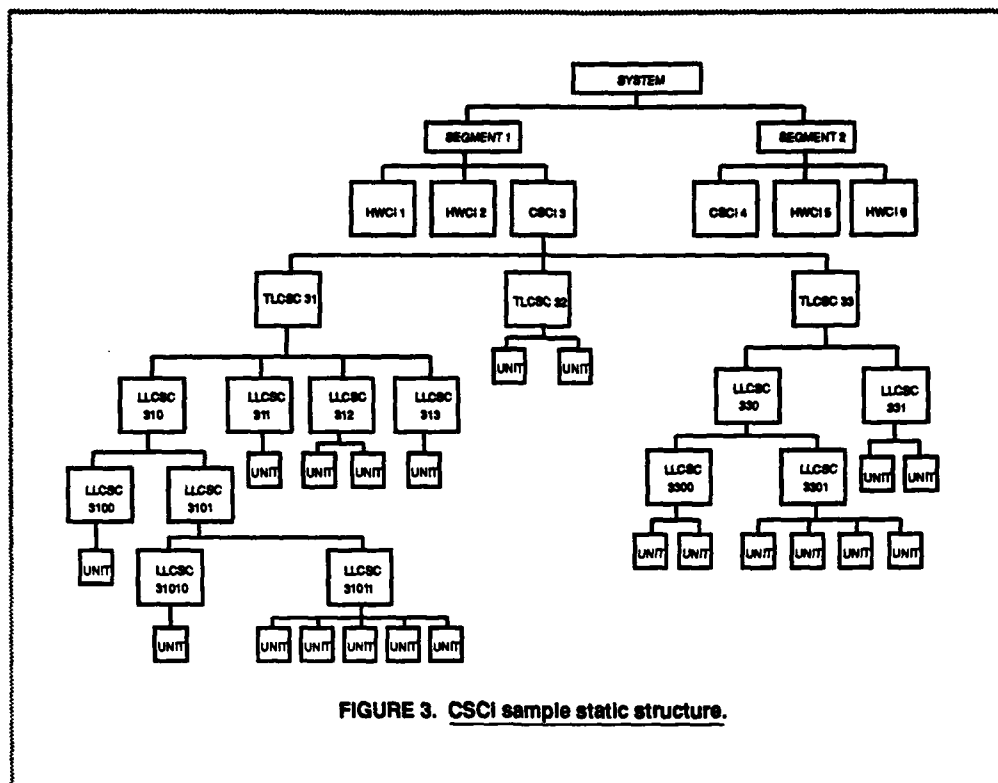 SYSTEM
SEGMENT 1
SEGMENT 2
HWCI 1
HWCI 2
CSCI 3
CSCI 4
HWCI 5
HWCI 6
TLCSC 31
TLCSC 32
TLCSC 33
UNIT
UNIT
LLCSC
310
LLCSC
311
LLCSC
312
LLCSC
313
LLCSC
330
LLCSC
331
UNIT
UNIT
UNIT
UNIT
UNIT
UNIT
LLCSC
3100
LLCSC
3101
LLCSC
3300
LLCSC
3301
UNIT
LLCSC
31010
LLCSC
31011
UNIT
UNIT
UNIT
UNIT
UNIT
UNIT
UNIT
UNIT
UNIT
UNIT
UNIT
UNIT
FIGURE 3. CSCI sample static structure.